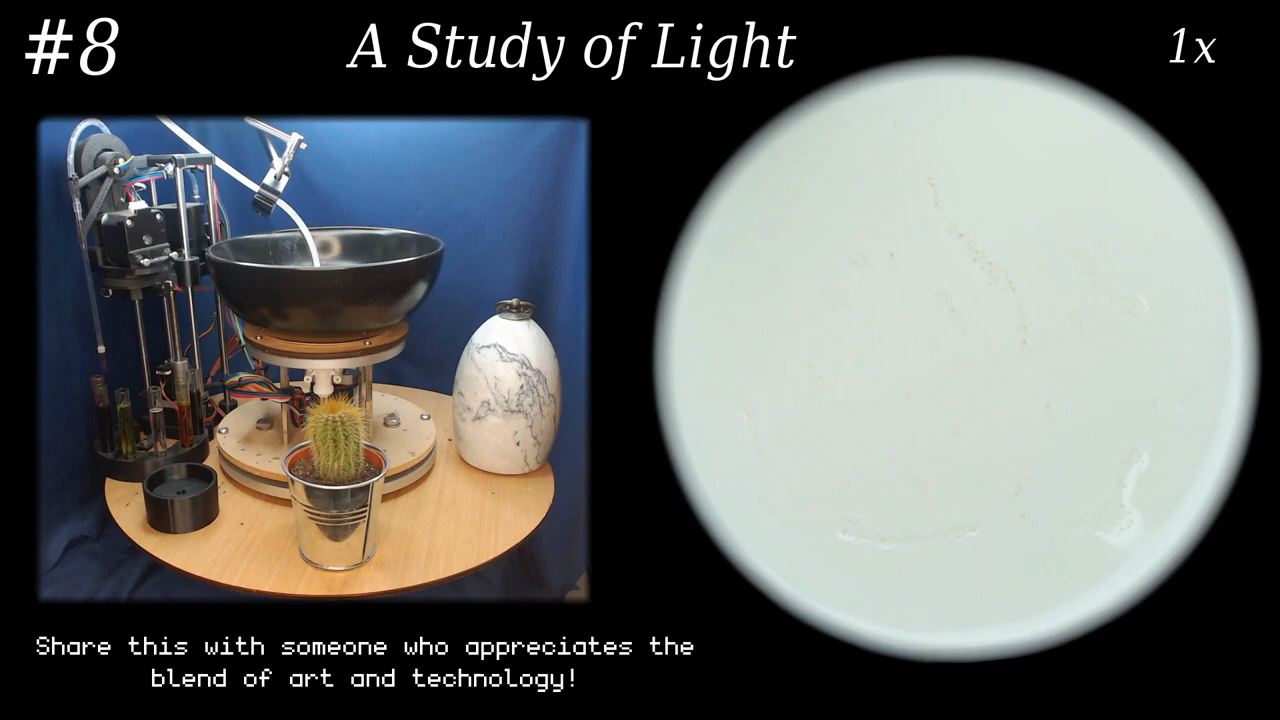 #8
A Study of Light
1x
Share this with someone who appreciates the
blend of art and technology!